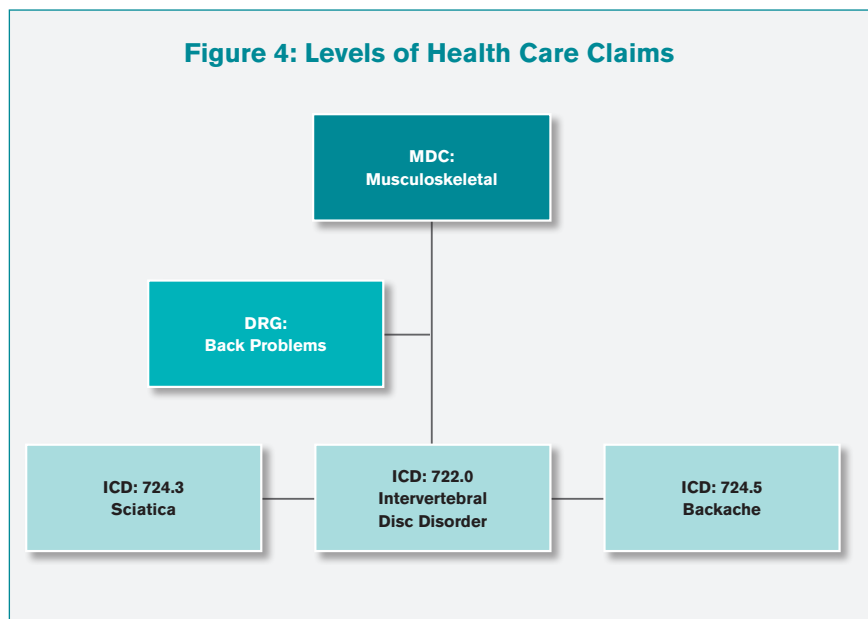 Figure 4: Levels of Health Care Claims
MDC:
Musculoskeletal
DRG:
Back Problems
ICD: 724.3
Sciatica
ICD: 722.0
Intervertebral
Disc Disorder
ICD: 724.5
Backache